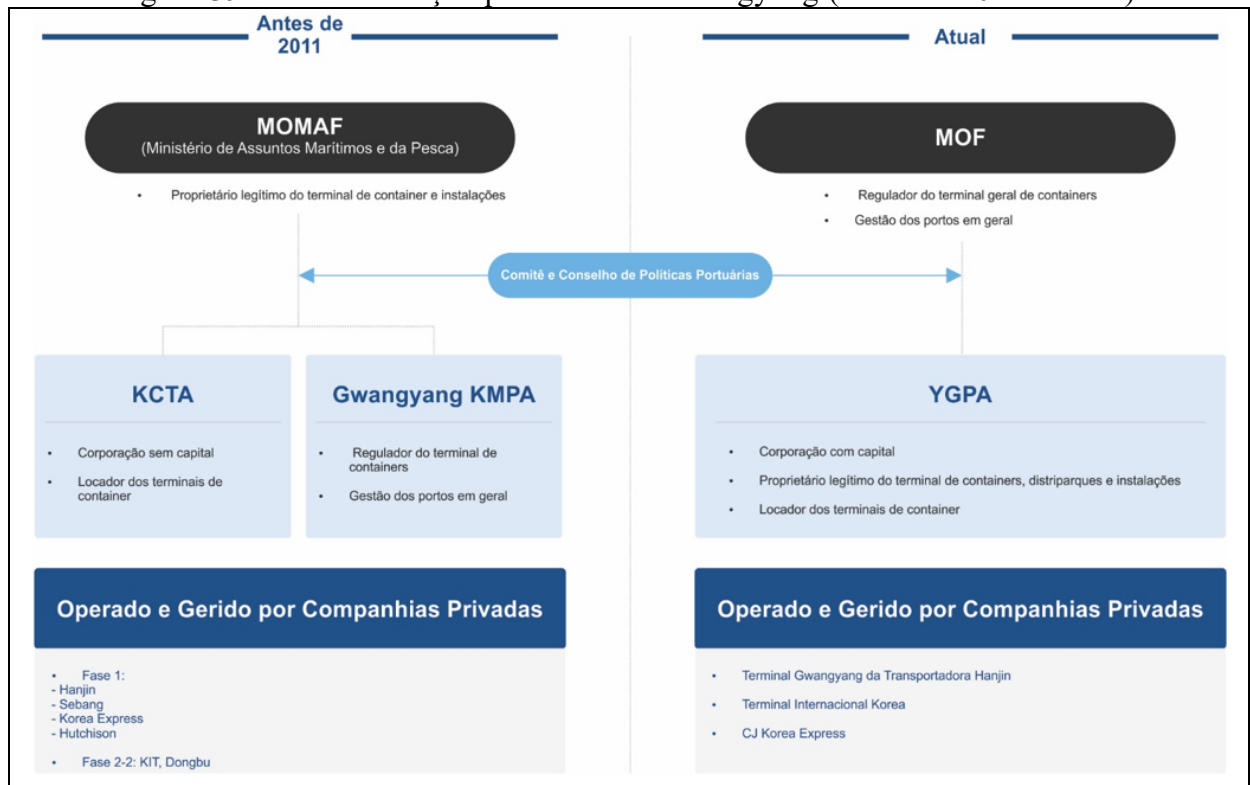 Antes de
2011
Atual
MOMAF
(Ministério de Assuntos Marítimos e da Pesca)
MOF
• Proprietário legítimo do terminal de container e instalações
• Regulador do terminal geral de containers
• Gestão dos portos em geral
Comitê e Conselho de Políticas Portuárias
KCTA
• Corporação sem capital
• Locador dos terminais de
container
Gwangyang KMPA
• Regulador do terminal de
containers
• Gestão dos portos em geral
YGPA
• Corporação com capital
• Proprietário legítimo do terminal de containers, distriparques e instalações
• Locador dos terminais de container
Operado e Gerido por Companhias Privadas
• Fase 1:
- Hanjin
- Sebang
- Korea Express
- Hutchison
• Fase 2-2: KIT, Dongbu
Operado e Gerido por Companhias Privadas
• Terminal Gwangyang da Transportadora Hanjin
• Terminal Internacional Korea
• CJ Korea Express